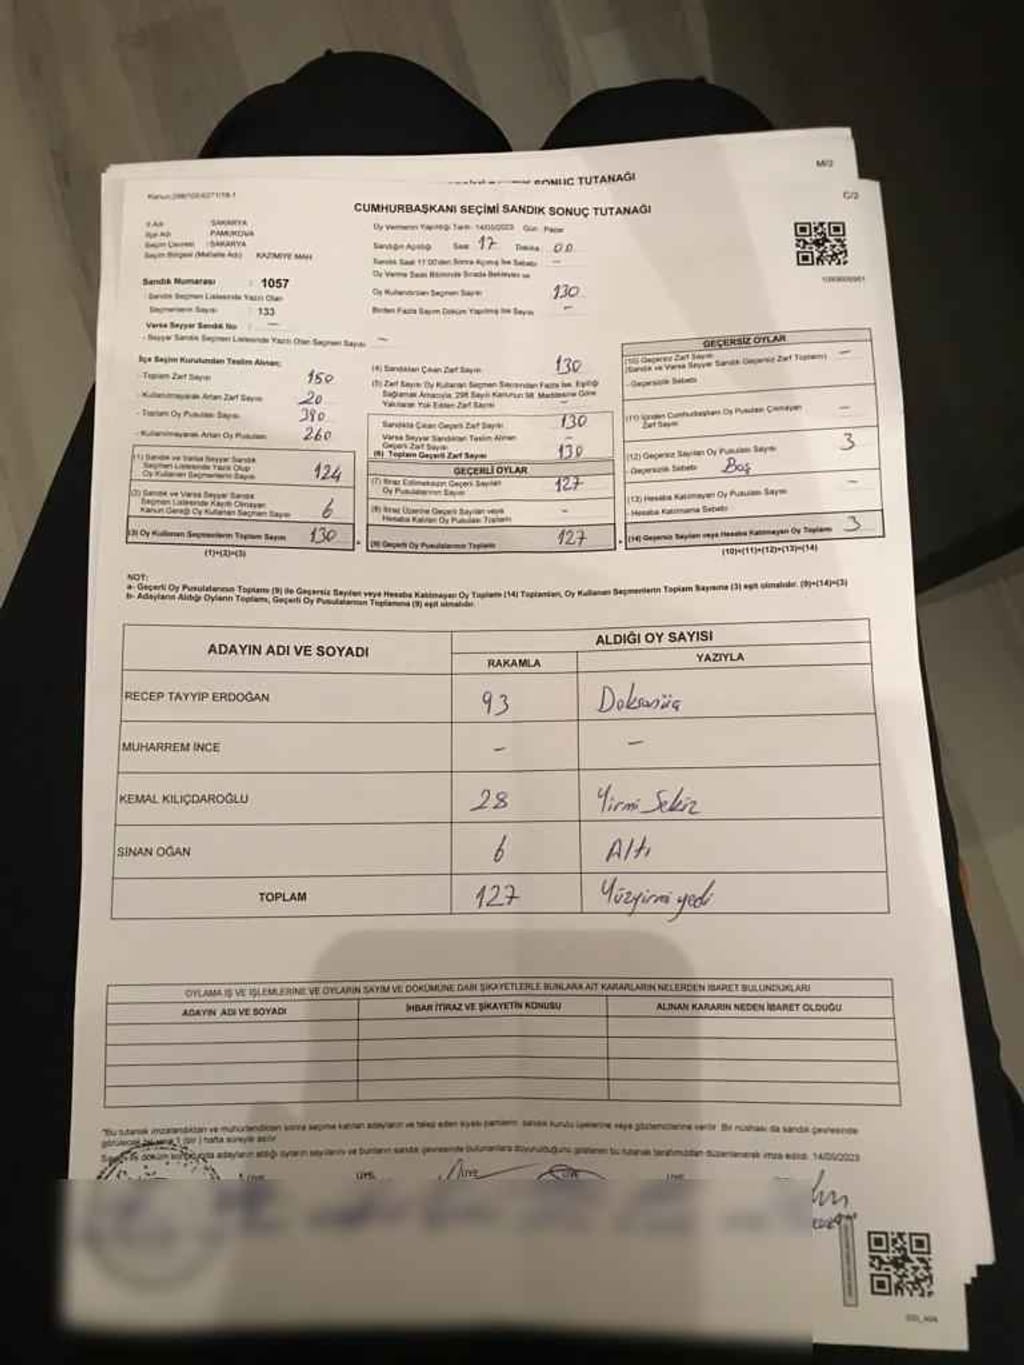 M/2
SONUÇ TUTANAĞI
C/2
CUMHURBAŞKANI SEÇİMİ SANDIK SONUÇ TUTANAĞI
İl Adı : SAKARYA
İlçe Adı : PAMUKOVA
Seçim Çevresi : SAKARYA
Seçim Bölgesi (Mahalle Adı) KAZIMİYE MAH
Sandık Numarası : 1057
Sandık Seçmen Listesinde Yazılı Olan
Seçmenlerin Sayısı : 133
Varsa Seyyar Sandık No : —
- Seyyar Sandık Seçmen Listesinde Yazılı Olan Seçmen Sayısı —
Oy Vermenin Yapıldığı Tarih: 14/05/2023 Gün: Pazar
Sandığın Açıldığı Saat 17 Dakika 00
Sandık Saat 17:00'den Sonra Açılmış İse Sebebi —
Oy Verme Saati Bitiminde Sırada Bekleyen ve
Oy Kullandırılan Seçmen Sayısı 130
Birden Fazla Sayım Döküm Yapılmış İse Sayısı —
İlçe Seçim Kurulundan Teslim Alınan:
- Toplam Zarf Sayısı 150
- Kullanılmayarak Artan Zarf Sayısı 20
- Toplam Oy Pusulası Sayısı 390
- Kullanılmayarak Artan Oy Pusulası 260
(1) Sandık ve Varsa Seyyar Sandık
Seçmen Listesinde Yazılı Olup
Oy Kullanan Seçmenlerin Sayısı 124
(2) Sandık ve Varsa Seyyar Sandık
Seçmen Listesinde Kayıtlı Olmayan
Kanun Gereği Oy Kullanan Seçmen Sayısı 6
(3) Oy Kullanan Seçmenlerin Toplam Sayısı 130
(1)+(2)=(3)
(4) Sandıktan Çıkan Zarf Sayısı 130
(5) Zarf Sayısı Oy Kullanan Seçmen Sayısından Fazla İse, Eşitliği
Sağlamak Amacıyla, 298 Sayılı Kanunun 98. Maddesine Göre
Yakılarak Yok Edilen Zarf Sayısı —
Sandıkta Çıkan Geçerli Zarf Sayısı 130
Varsa Seyyar Sandıktan Teslim Alınan
Geçerli Zarf Sayısı —
(6) Toplam Geçerli Zarf Sayısı 130
GEÇERLİ OYLAR
(7) İtiraz Edilmeksizin Geçerli Sayılan
Oy Pusulalarının Sayısı 127
(8) İtiraz Üzerine Geçerli Sayılan veya
Hesaba Katılan Oy Pusulası Toplamı —
(9) Geçerli Oy Pusulalarının Toplamı 127
GEÇERSİZ OYLAR
(10) Geçersiz Zarf Sayısı
(Sandık ve Varsa Seyyar Sandık Geçersiz Zarf Toplamı) —
- Geçersizlik Sebebi
(11) İçinden Cumhurbaşkanı Oy Pusulası Çıkmayan
Zarf Sayısı —
(12) Geçersiz Sayılan Oy Pusulası Sayısı 3
- Geçersizlik Sebebi Boş
(13) Hesaba Katılmayan Oy Pusulası Sayısı —
- Hesaba Katılmama Sebebi
(14) Geçersiz Sayılan veya Hesaba Katılmayan Oy Toplamı 3
(10)+(11)+(12)+(13)=(14)
NOT:
a- Geçerli Oy Pusulalarının Toplamı (9) ile Geçersiz Sayılan veya Hesaba Katılmayan Oy Toplamı (14) Toplamları, Oy Kullanan Seçmenlerin Toplam Sayısına (3) eşit olmalıdır. (9)+(14)=(3)
b- Adayların Aldığı Oyların Toplamı, Geçerli Oy Pusulalarının Toplamına (9) eşit olmalıdır.
ADAYIN ADI VE SOYADI ALDIĞI OY SAYISI
RAKAMLA YAZIYLA
RECEP TAYYİP ERDOĞAN 93 Doksanüç
MUHARREM İNCE — —
KEMAL KILIÇDAROĞLU 28 Yirmi Sekiz
SİNAN OĞAN 6 Altı
TOPLAM 127 Yüzyirmi yedi
OYLAMA İŞ VE İŞLEMLERİNE VE OYLARIN SAYIM VE DÖKÜMÜNE DAİR ŞİKAYETLERLE BUNLARA AİT KARARLARIN NELERDEN İBARET BULUNDUKLARI
ADAYIN ADI VE SOYADI İHBAR İTİRAZ VE ŞİKAYETİN KONUSU ALINAN KARARIN NEDEN İBARET OLDUĞU
"Bu tutanak imzalandıktan ve mühürlendikten sonra seçime katılan adayların ve talep eden siyasi partilerin sandık kurulu üyelerine veya gözlemcilerine verilir. Bir nüshası da sandık çevresinde
1 (bir) hafta süreyle asılır.
döküm adayların aldığı oyların sayılarını ve bunların sandık çevresinde bulunanlara duyurulduğunu gösteren bu tutanak tarafımızdan düzenlenerek imza edildi. 14/05/2023